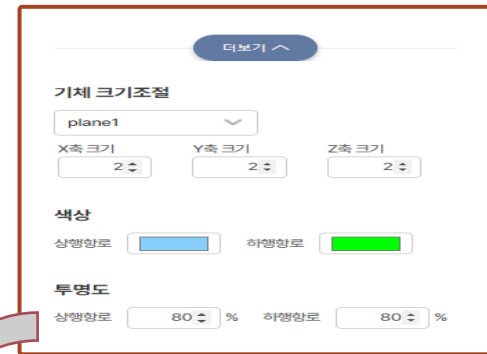 더보기
기체 크기조절
plane1
X축 크기 Y축 크기 Z축 크기
2 2 2
색상
상행항로 하행항로
투명도
상행항로 80 % 하행항로 80 %